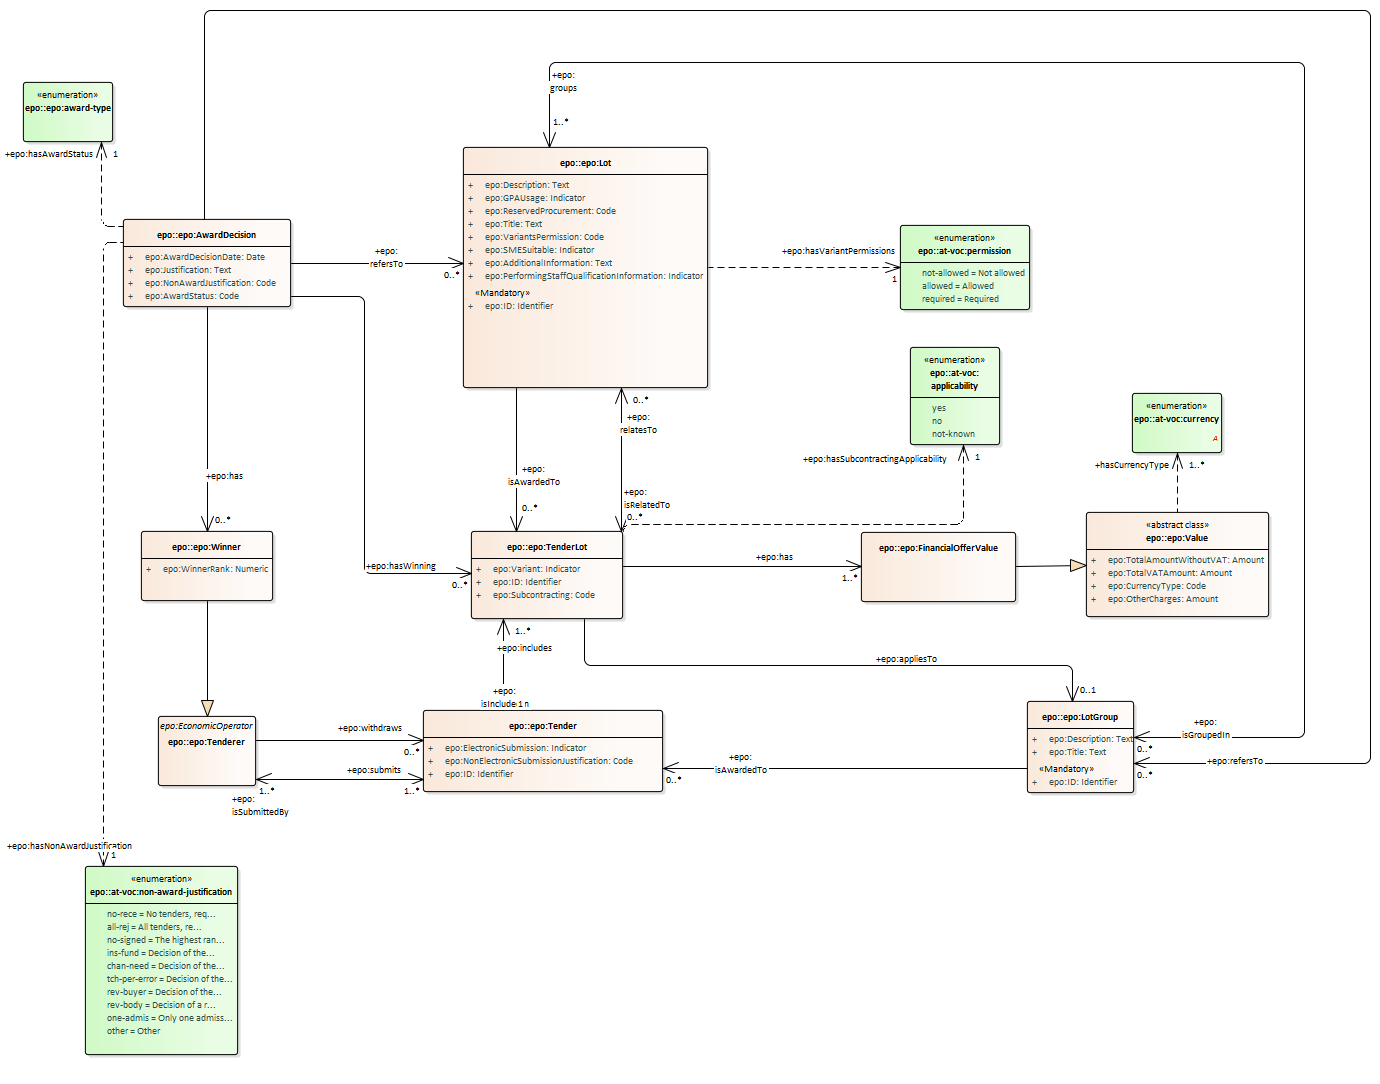 +epo:
groups
1..*
«enumeration»
epo::epo:award-type
+epo:hasAwardStatus
1
epo::epo:Lot
+ epo:Description: Text
+ epo:GPAUsage: Indicator
+ epo:ReservedProcurement: Code
+ epo:Title: Text
+ epo:VariantsPermission: Code
+ epo:SMESuitable: Indicator
+ epo:AdditionalInformation: Text
+ epo:PerformingStaffQualificationInformation: Indicator
«Mandatory»
+ epo:ID: Identifier
epo::epo:AwardDecision
+ epo:AwardDecisionDate: Date
+ epo:Justification: Text
+ epo:NonAwardJustification: Code
+ epo:AwardStatus: Code
+epo:
refersTo
0..*
+epo:hasVariantPermissions
1
«enumeration»
epo::at-voc:permission
not-allowed = Not allowed
allowed = Allowed
required = Required
«enumeration»
epo::at-voc:
applicability
yes
no
not-known
+epo:hasSubcontractingApplicability
1
«enumeration»
epo::at-voc:currency
A
+hasCurrencyType
1..*
0..*
+epo:
relatesTo
+epo:
isAwardedTo
0..*
+epo:
isRelatedTo
0..*
+epo:has
0..*
epo::epo:Winner
+ epo:WinnerRank: Numeric
+epo:hasWinning
0..*
epo::epo:TenderLot
+ epo:Variant: Indicator
+ epo:ID: Identifier
+ epo:Subcontracting: Code
+epo:has
1..*
epo::epo:FinancialOfferValue
«abstract class»
epo::epo:Value
+ epo:TotalAmountWithoutVAT: Amount
+ epo:TotalVATAmount: Amount
+ epo:CurrencyType: Code
+ epo:OtherCharges: Amount
1..*
+epo:includes
+epo:
isIncludein
1
+epo:appliesTo
0..1
epo:EconomicOperator
epo::epo:Tenderer
+epo:withdraws
0..*
+epo:submits
1..*
1..*
+epo:
isSubmittedBy
epo::epo:Tender
+ epo:ElectronicSubmission: Indicator
+ epo:NonElectronicSubmissionJustification: Code
+ epo:ID: Identifier
+epo:
isAwardedTo
0..*
epo::epo:LotGroup
+ epo:Description: Text
+ epo:Title: Text
«Mandatory»
+ epo:ID: Identifier
+epo:
isGroupedIn
0..*
+epo:refersTo
0..*
+epo:hasNonAwardJustification
1
«enumeration»
epo::at-voc:non-award-justification
no-rece = No tenders, req...
all-rej = All tenders, re...
no-signed = The highest ran...
ins-fund = Decision of the...
chan-need = Decision of the...
tch-per-error = Decision of the...
rev-buyer = Decision of the...
rev-body = Decision of a r...
one-admis = Only one admiss...
other = Other